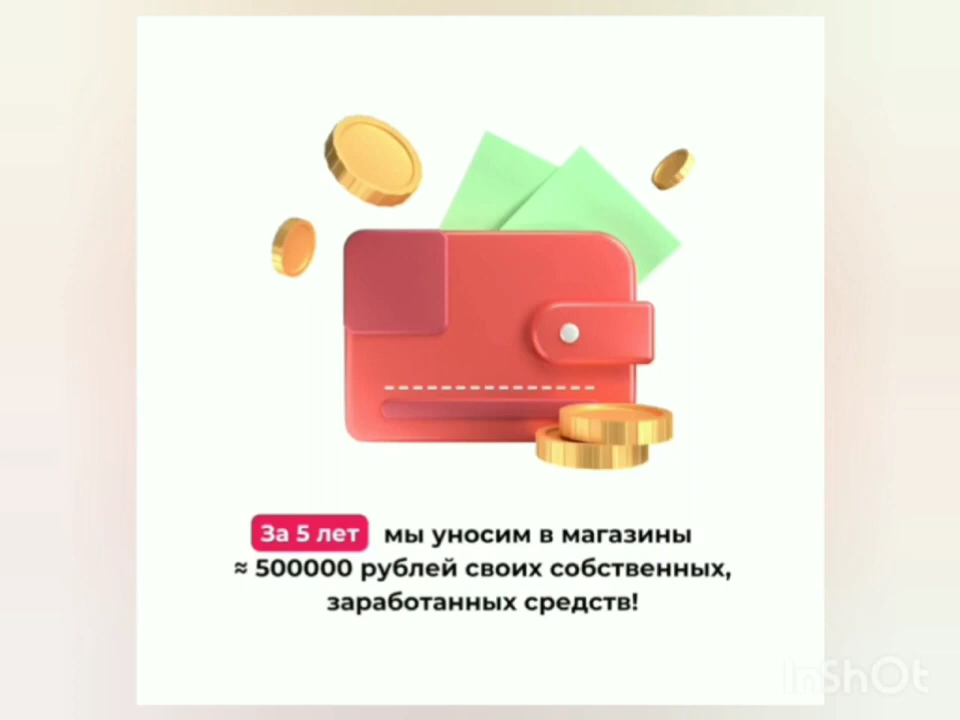 За 5 лет мы уносим в магазины
≈ 500000 рублей своих собственных,
заработанных средств!
InShOt